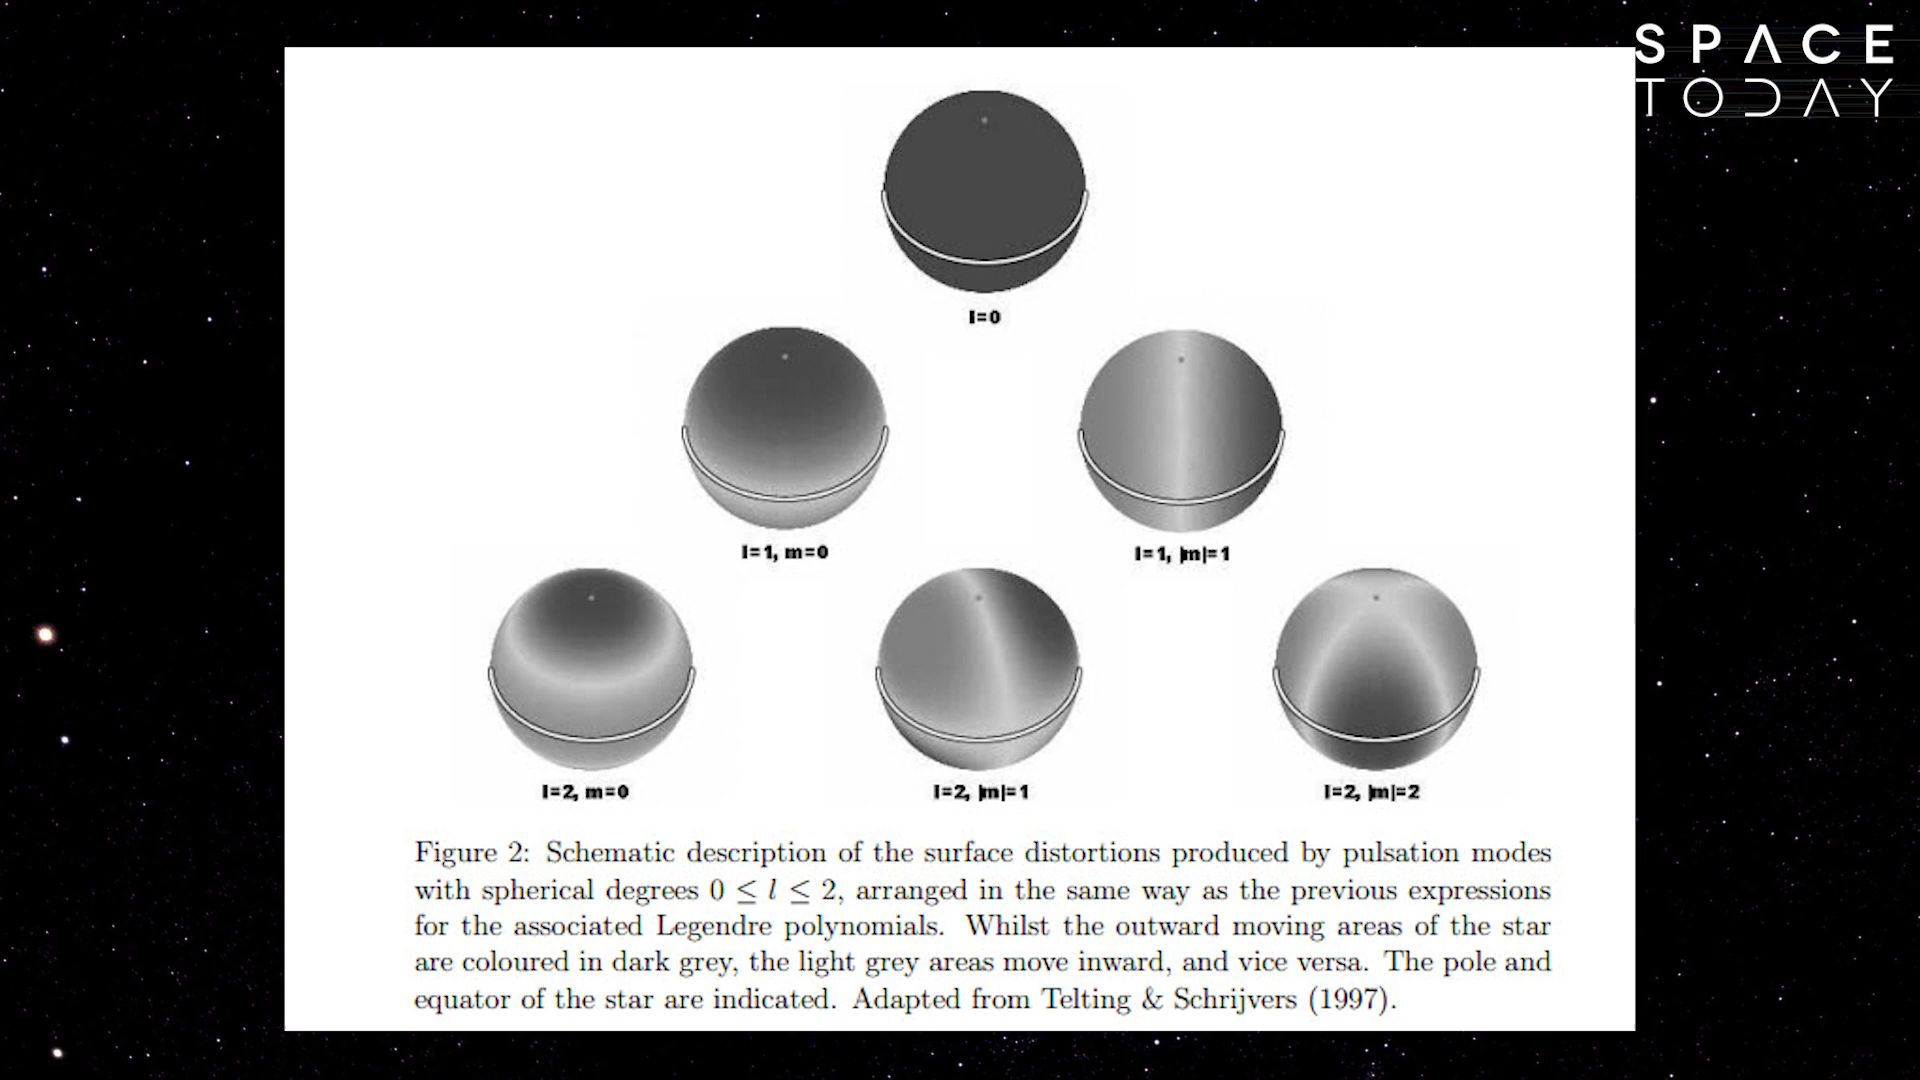 SPACE
TODAY
l=0
l=1, m=0
l=1, |m|=1
l=2, m=0
l=2, |m|=1
l=2, |m|=2
Figure 2: Schematic description of the surface distortions produced by pulsation modes
with spherical degrees 0 ≤ l ≤ 2, arranged in the same way as the previous expressions
for the associated Legendre polynomials. Whilst the outward moving areas of the star
are coloured in dark grey, the light grey areas move inward, and vice versa. The pole and
equator of the star are indicated. Adapted from Telting & Schrijvers (1997).